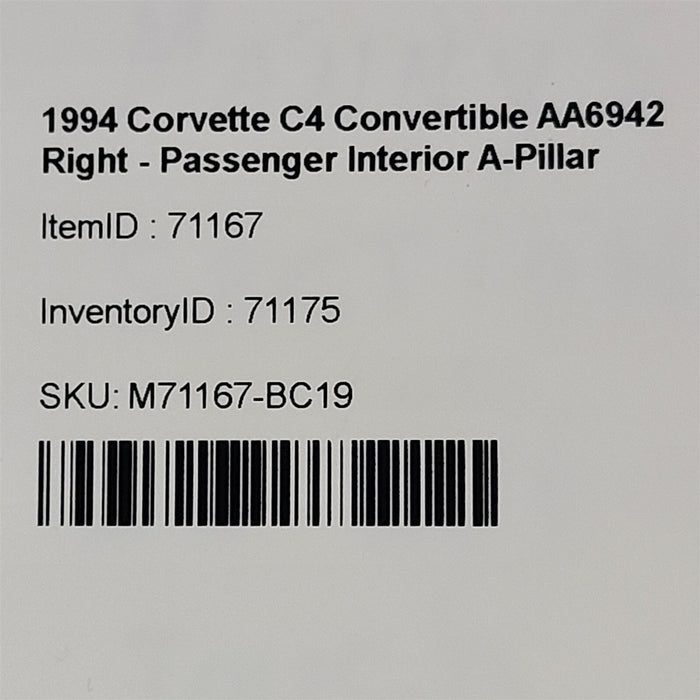 1994 Corvette C4 Convertible AA6942
Right - Passenger Interior A-Pillar
ItemID : 71167
InventoryID : 71175
SKU: M71167-BC19